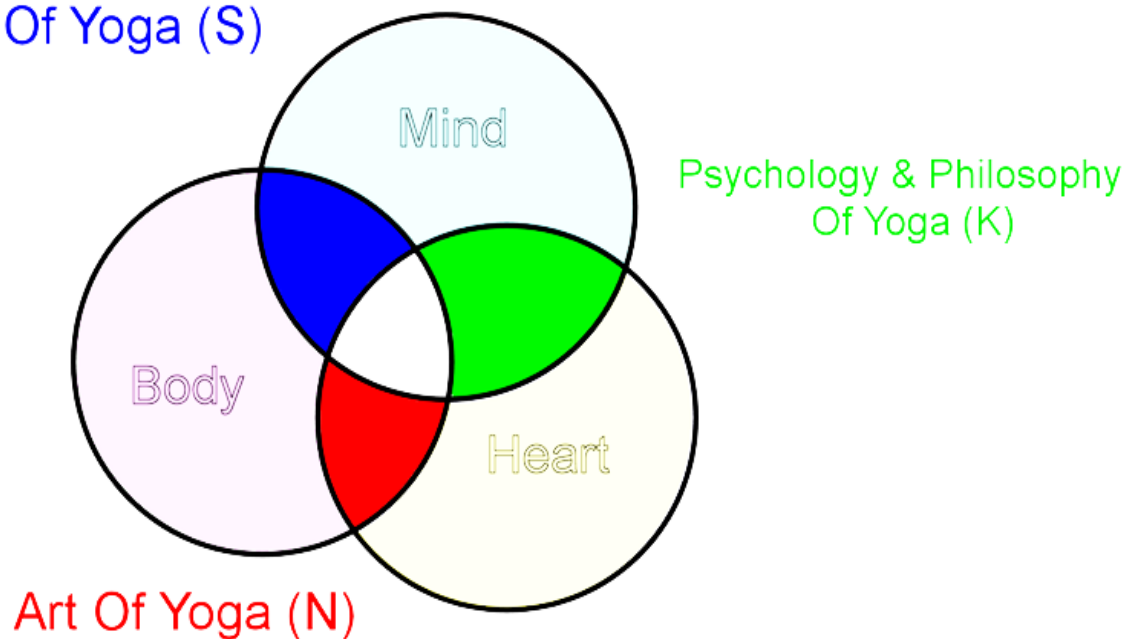 Of Yoga (S)
Mind
Psychology & Philosophy
Of Yoga (K)
Body
Heart
Art Of Yoga (N)